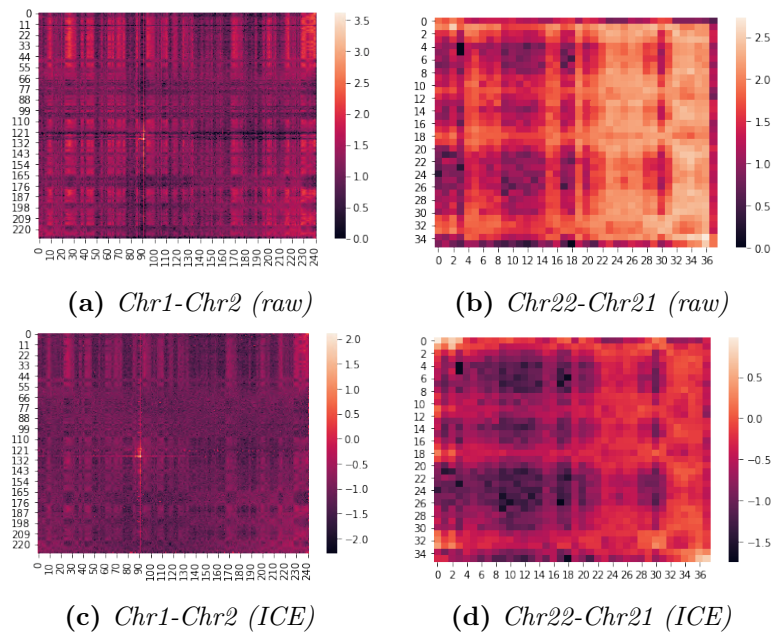 0 11 22 33 44 55 66 77 88 99 110 121 132 143 154 165 176 187 198 209 220
0 10 20 30 40 50 60 70 80 90 100 110 120 130 140 150 160 170 180 190 200 210 220 230 240
3.5 3.0 2.5 2.0 1.5 1.0 0.5 0.0
0 2 4 6 8 10 12 14 16 18 20 22 24 26 28 30 32 34
0 2 4 6 8 10 12 14 16 18 20 22 24 26 28 30 32 34 36
2.5 2.0 1.5 1.0 0.5 0.0
(a) Chr1-Chr2 (raw)
(b) Chr22-Chr21 (raw)
0 11 22 33 44 55 66 77 88 99 110 121 132 143 154 165 176 187 198 209 220
0 10 20 30 40 50 60 70 80 90 100 110 120 130 140 150 160 170 180 190 200 210 220 230 240
2.0 1.5 1.0 0.5 0.0 -0.5 -1.0 -1.5 -2.0
0 2 4 6 8 10 12 14 16 18 20 22 24 26 28 30 32 34
0 2 4 6 8 10 12 14 16 18 20 22 24 26 28 30 32 34 36
0.5 0.0 -0.5 -1.0 -1.5
(c) Chr1-Chr2 (ICE)
(d) Chr22-Chr21 (ICE)